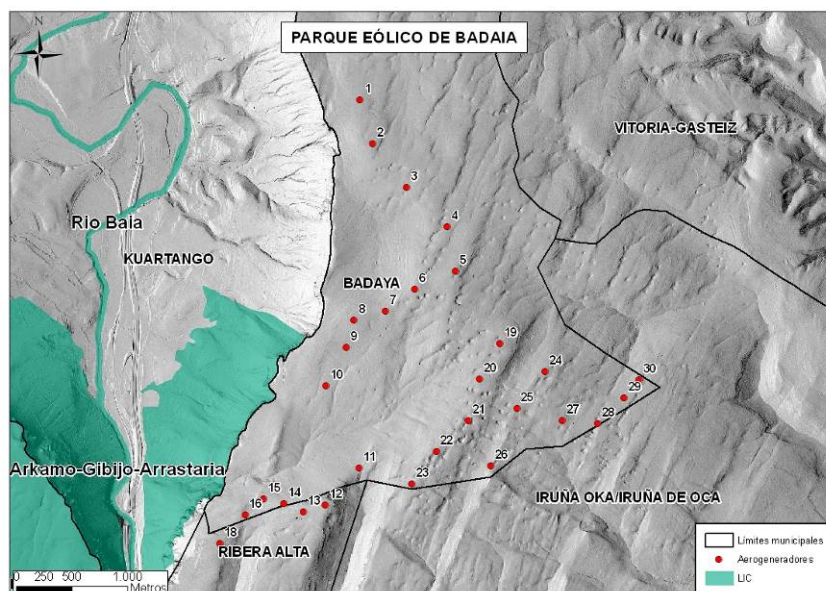 PARQUE EÓLICO DE BADAIA
N
1
2
VITORIA-GASTEIZ
3
4
Rio Baia
KUARTANGO
5
BADAYA
6
7
8
9
19
24
10
20
30
29
25
21
27
28
22
11
26
Arkamo-Gibijo-Arrastaria
23
15
14
12
13
16
IRUÑA OKA/IRUÑA DE OCA
18
RIBERA ALTA
Límites municipales
Aerogeneradores
LIC
0 250 500 1.000
Metros